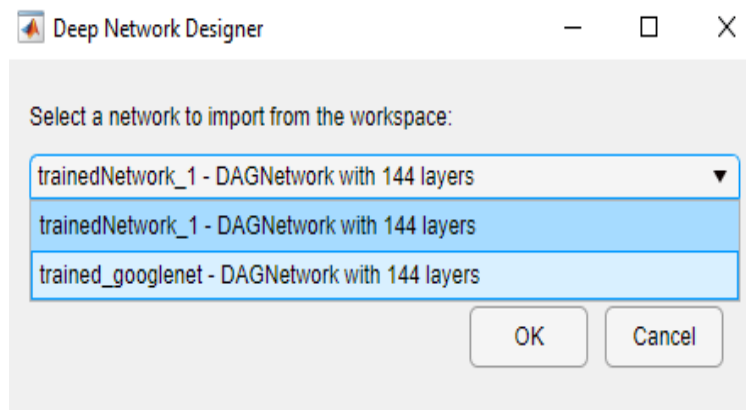 Deep Network Designer
Select a network to import from the workspace:
trainedNetwork_1 - DAGNetwork with 144 layers
trainedNetwork_1 - DAGNetwork with 144 layers
trained_googlenet - DAGNetwork with 144 layers
OK Cancel